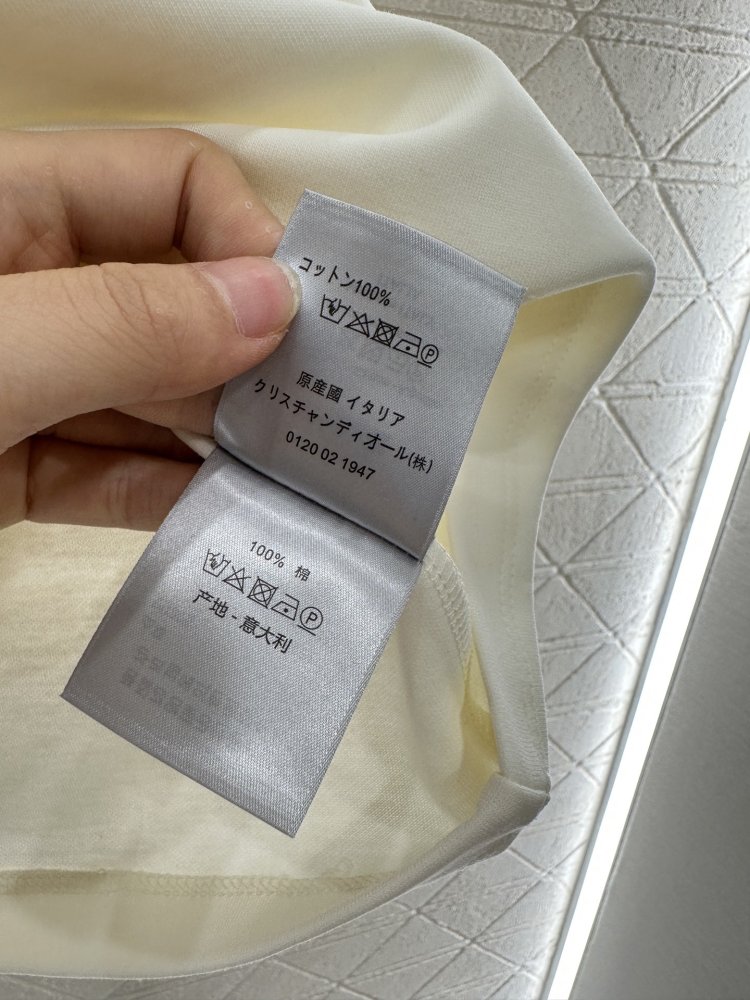 コットン100%
原産國 イタリア
クリスチャンディオール(株)
0120 02 1947
100% 棉
产地 - 意大利